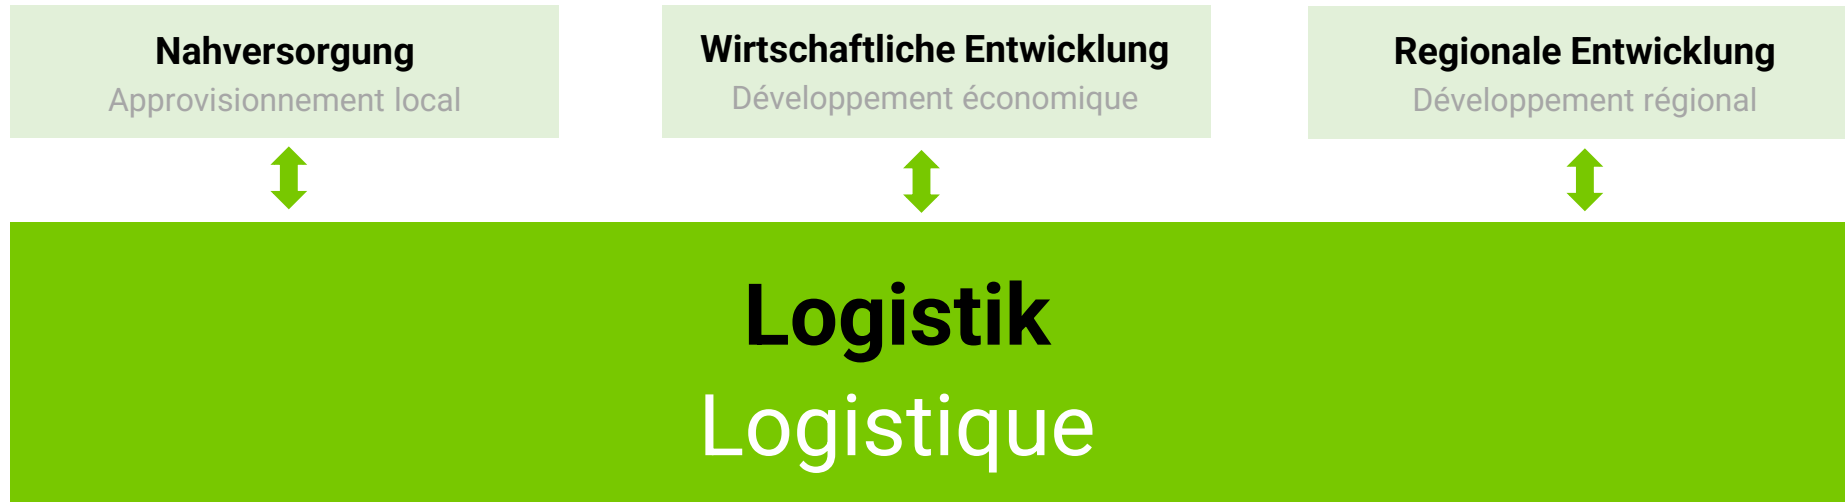 Nahversorgung
Approvisionnement local
Wirtschaftliche Entwicklung
Développement économique
Regionale Entwicklung
Développement régional
Logistik
Logistique